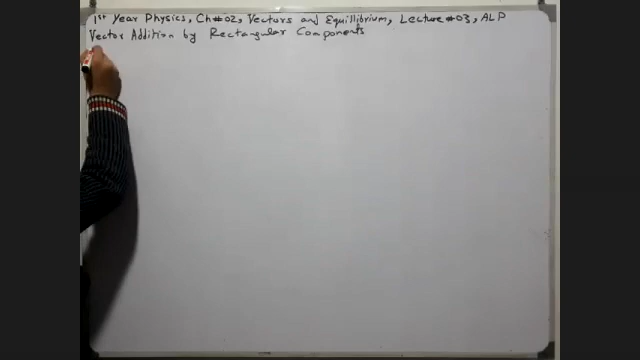 1st Year Physics, Ch#02, Vectors and Equilibrium, Lecture#03, ALP
Vector Addition by Rectangular Components